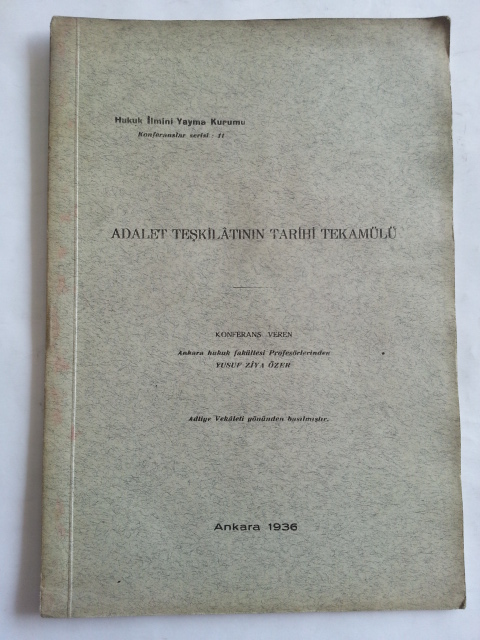 Hukuk İlmini Yayma Kurumu
Konferanslar serisi - 11
ADALET TEŞKİLÂTININ TARİHİ TEKAMÜLÜ
KONFERANS VEREN
Ankara hukuk fakültesi Profesörlerinden
YUSUF ZİYA ÖZER
Adliye Vekâleti yönünden basılmıştır.
Ankara 1936